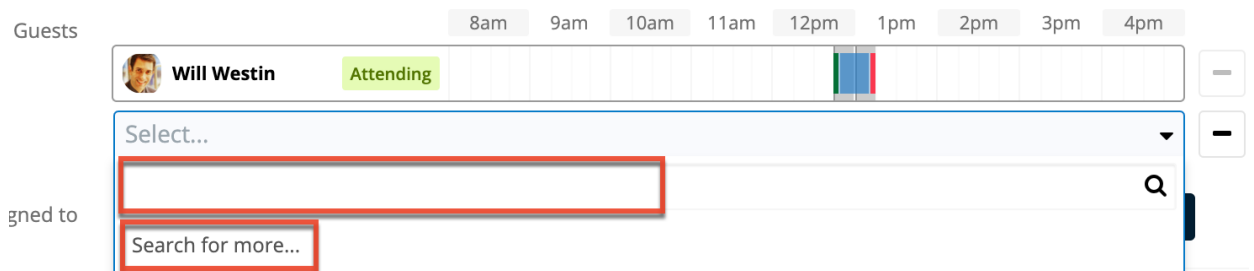 Guests 8am 9am 10am 11am 12pm 1pm 2pm 3pm 4pm
Will Westin Attending
Select...
gned to
Search for more...